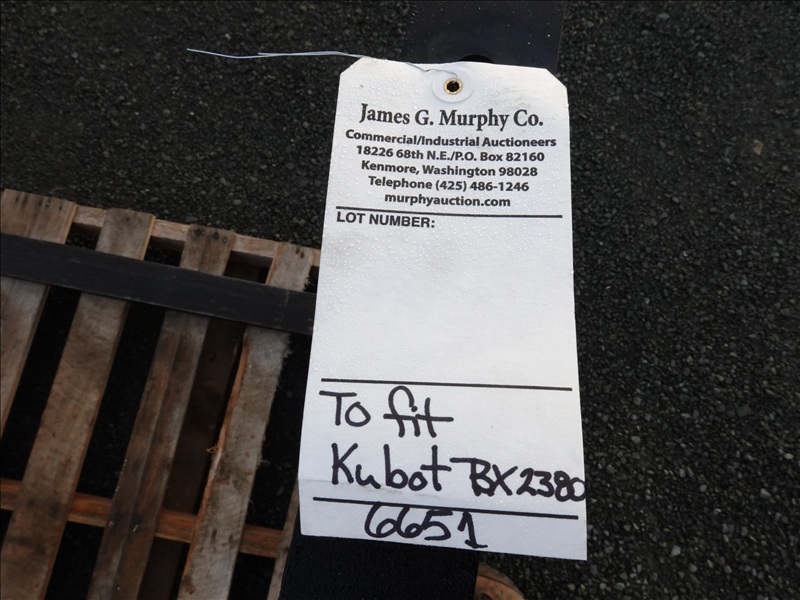 James G. Murphy Co.
Commercial/Industrial Auctioneers
18226 68th N.E./P.O. Box 82160
Kenmore, Washington 98028
Telephone (425) 486-1246
murphyauction.com
LOT NUMBER:
To fit
Kubot BX2380
6651